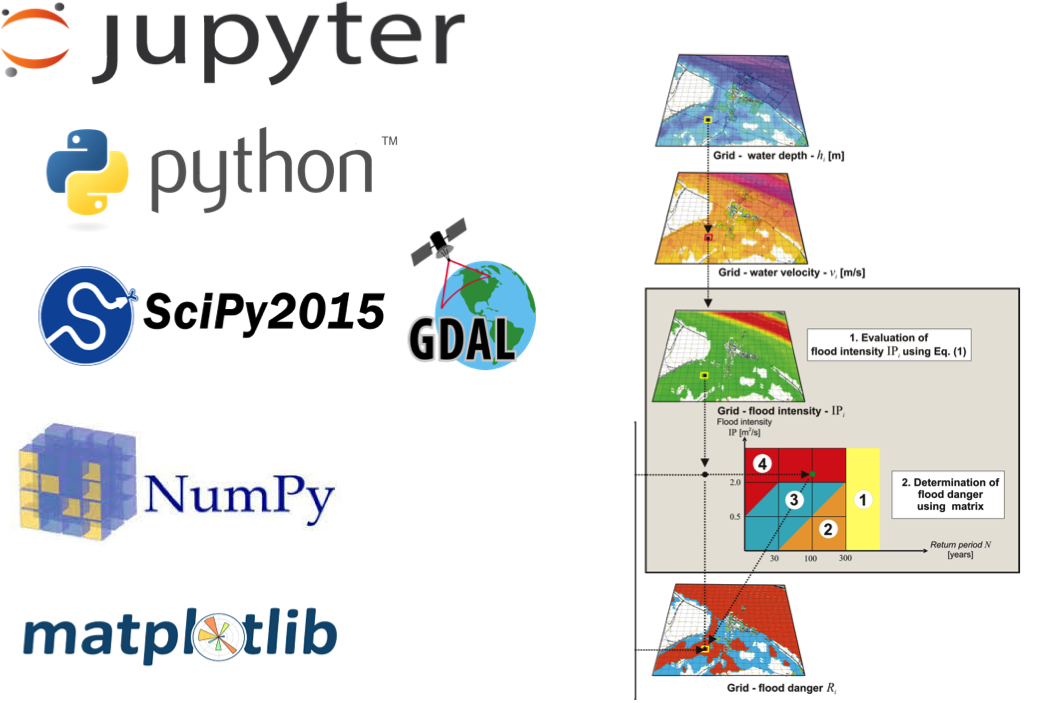 jupyter
python™
SciPy2015
GDAL
NumPy
matplotlib
Grid - water depth - hᵢ [m]
Grid - water velocity - vᵢ [m/s]
1. Evaluation of
flood intensity IPᵢ using Eq. (1)
Grid - flood intensity - IPᵢ
Flood intensity
IP [m²/s]
2.0
0.5
4
3
2
1
30
100
300
Return period N
[years]
2. Determination of
flood danger
using matrix
Grid - flood danger Rᵢ